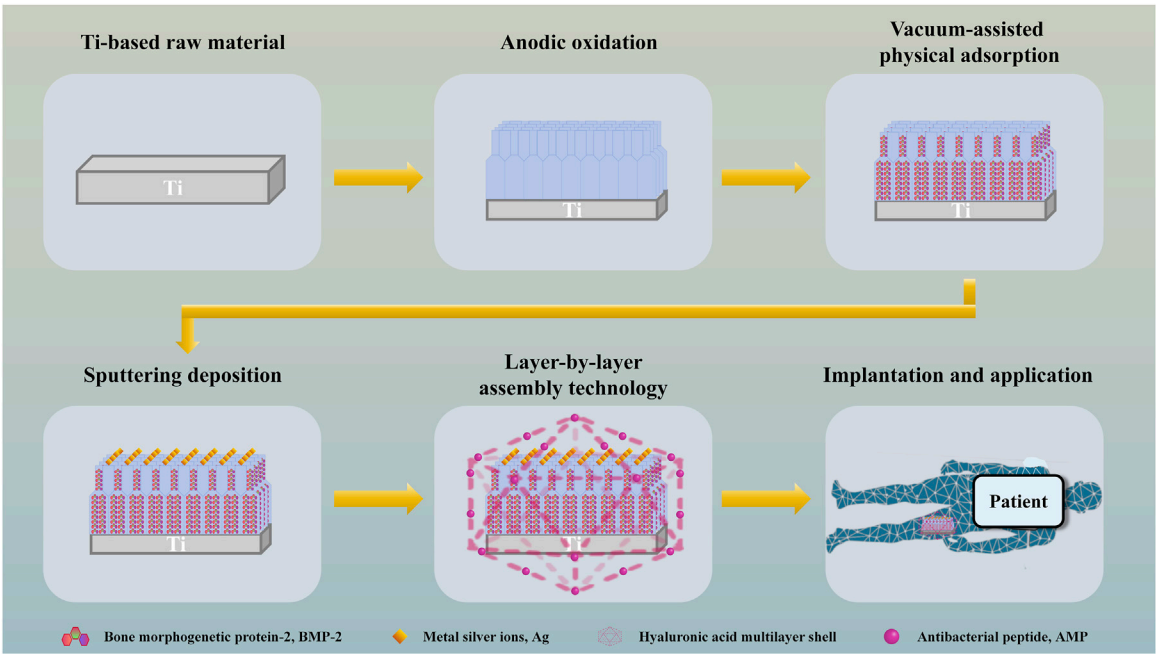 Ti-based raw material
Anodic oxidation
Vacuum-assisted
physical adsorption
Ti
Ti
Ti
Sputtering deposition
Layer-by-layer
assembly technology
Implantation and application
Ti
Ti
Patient
Bone morphogenetic protein-2, BMP-2
Metal silver ions, Ag
Hyaluronic acid multilayer shell
Antibacterial peptide, AMP